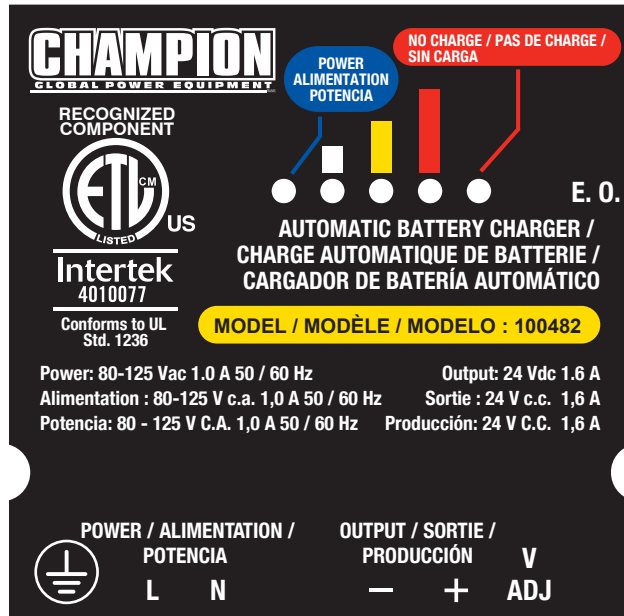 CHAMPION
GLOBAL POWER EQUIPMENT
RECOGNIZED
COMPONENT
ETL CM
LISTED
US
Intertek
4010077
Conforms to UL
Std. 1236
POWER
ALIMENTATION
POTENCIA
NO CHARGE / PAS DE CHARGE /
SIN CARGA
E. O.
AUTOMATIC BATTERY CHARGER /
CHARGE AUTOMATIQUE DE BATTERIE /
CARGADOR DE BATERÍA AUTOMÁTICO
MODEL / MODÈLE / MODELO : 100482
Power: 80-125 Vac 1.0 A 50 / 60 Hz Output: 24 Vdc 1.6 A
Alimentation : 80-125 V c.a. 1,0 A 50 / 60 Hz Sortie : 24 V c.c. 1,6 A
Potencia: 80 - 125 V C.A. 1,0 A 50 / 60 Hz Producción: 24 V C.C. 1,6 A
POWER / ALIMENTATION /
POTENCIA
L N
OUTPUT / SORTIE /
PRODUCCIÓN
− +
V
ADJ